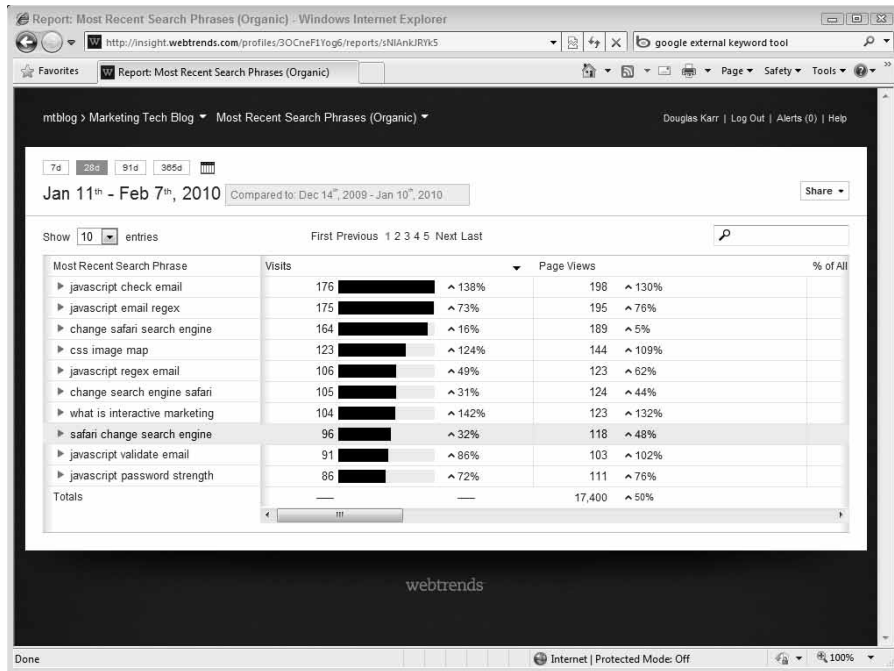 Report: Most Recent Search Phrases (Organic) - Windows Internet Explorer
http://insight.webtrends.com/profiles/3OCneF1Yog6/reports/sNIAnkJRYk5 google external keyword tool
Favorites Report: Most Recent Search Phrases (Organic) Page Safety Tools
mtblog > Marketing Tech Blog Most Recent Search Phrases (Organic) Douglas Karr | Log Out | Alerts (0) | Help
7d 28d 91d 365d
Jan 11th - Feb 7th, 2010 Compared to: Dec 14th, 2009 - Jan 10th, 2010 Share
Show 10 entries First Previous 1 2 3 4 5 Next Last
Most Recent Search Phrase Visits Page Views % of All
javascript check email 176 138% 198 130%
javascript email regex 175 73% 195 76%
change safari search engine 164 16% 189 5%
css image map 123 124% 144 109%
javascript regex email 106 49% 123 62%
change search engine safari 105 31% 124 44%
what is interactive marketing 104 142% 123 132%
safari change search engine 96 32% 118 48%
javascript validate email 91 86% 103 102%
javascript password strength 86 72% 111 76%
Totals — — 17,400 50%
webtrends
Done Internet | Protected Mode: Off 100%